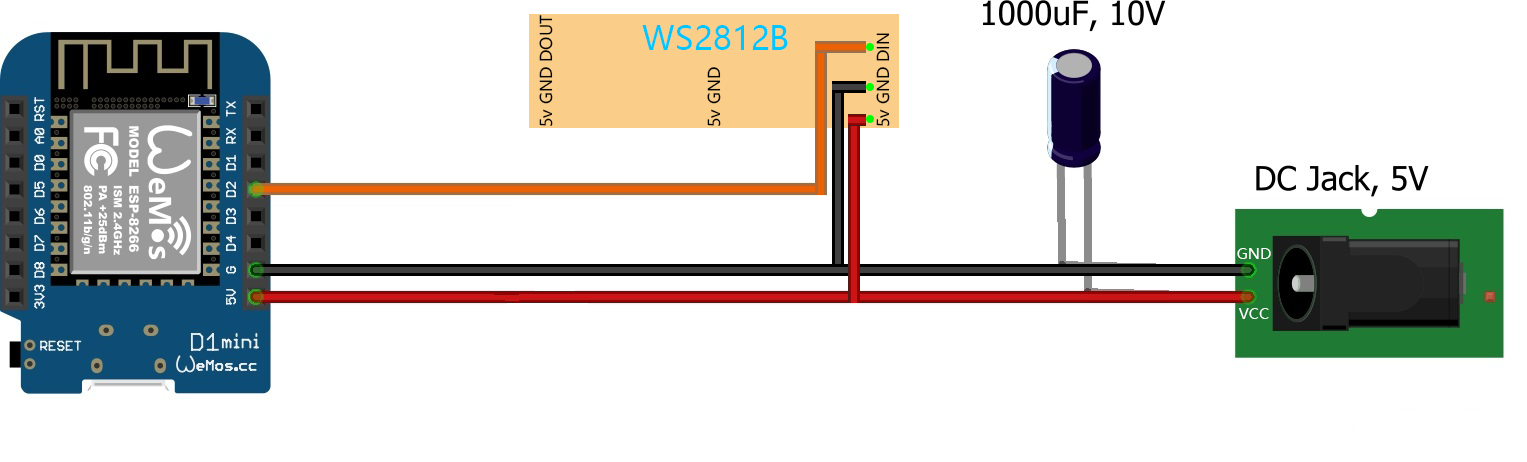 1000uF, 10V
WS2812B
5v GND DOUT
5v GND
5v GND DIN
DC Jack, 5V
GND
VCC
RST
A0
D0
D5
D6
D7
D8
3V3
TX
RX
D1
D2
D3
D4
G
5V
WeMos
FC
MODEL ESP-8266
ISM 2.4GHz
PA +25dBm
802.11b/g/n
RESET
D1mini
WeMos.cc